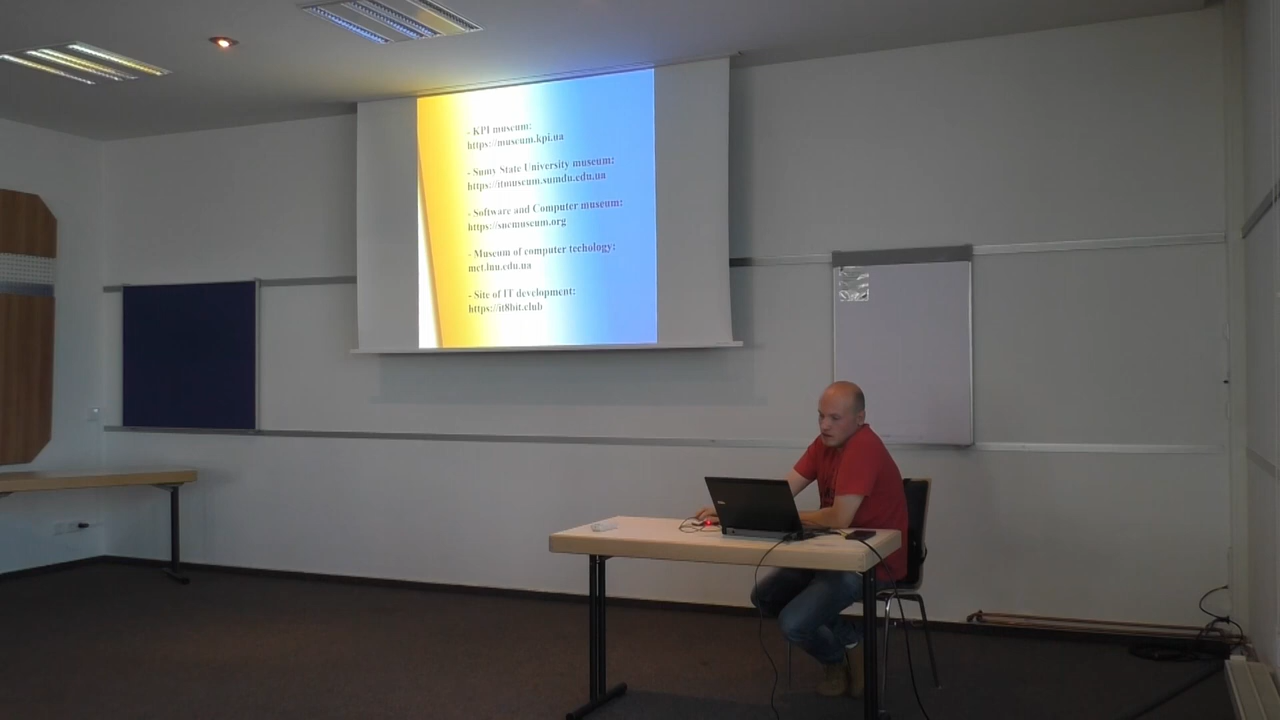 - KPI museum:
https://museum.kpi.ua
- Sumy State University museum:
https://itmuseum.sumdu.edu.ua
- Software and Computer museum:
https://sncmuseum.org
- Museum of computer techology:
mct.lnu.edu.ua
- Site of IT development:
https://it8bit.club